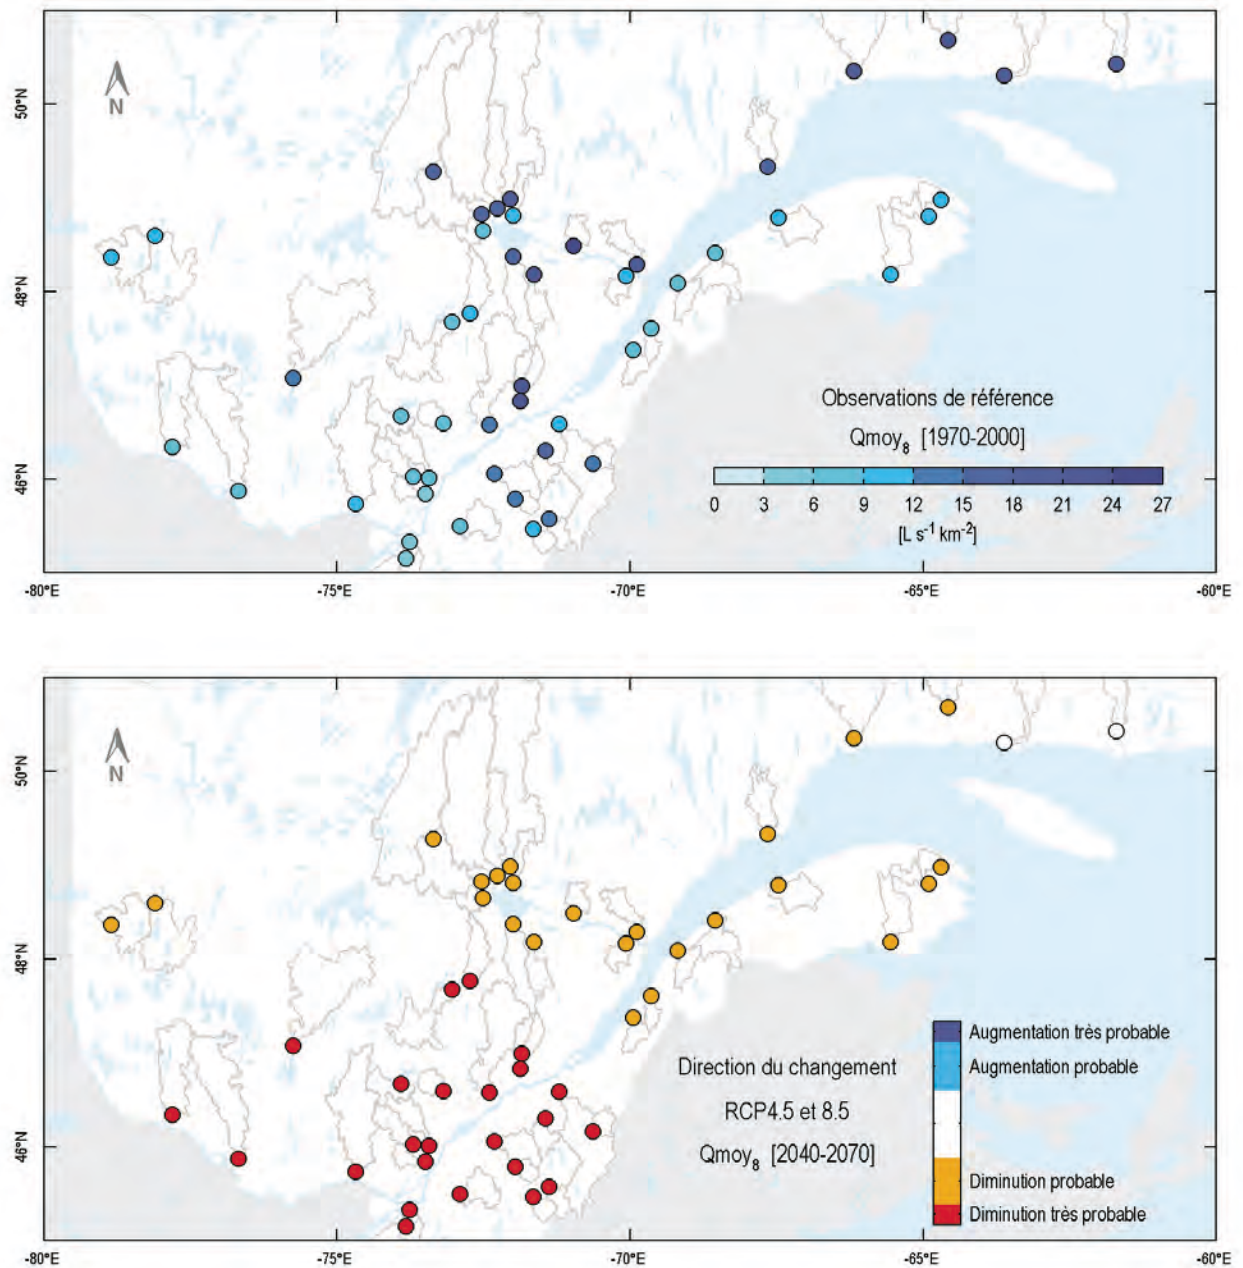 50°N
48°N
46°N
N
Observations de référence
Qmoy8 [1970-2000]
0 3 6 9 12 15 18 21 24 27
[L s-1 km-2]
-80°E -75°E -70°E -65°E -60°E
50°N
48°N
46°N
N
Direction du changement
RCP4.5 et 8.5
Qmoy8 [2040-2070]
Augmentation très probable
Augmentation probable
Diminution probable
Diminution très probable
-80°E -75°E -70°E -65°E -60°E